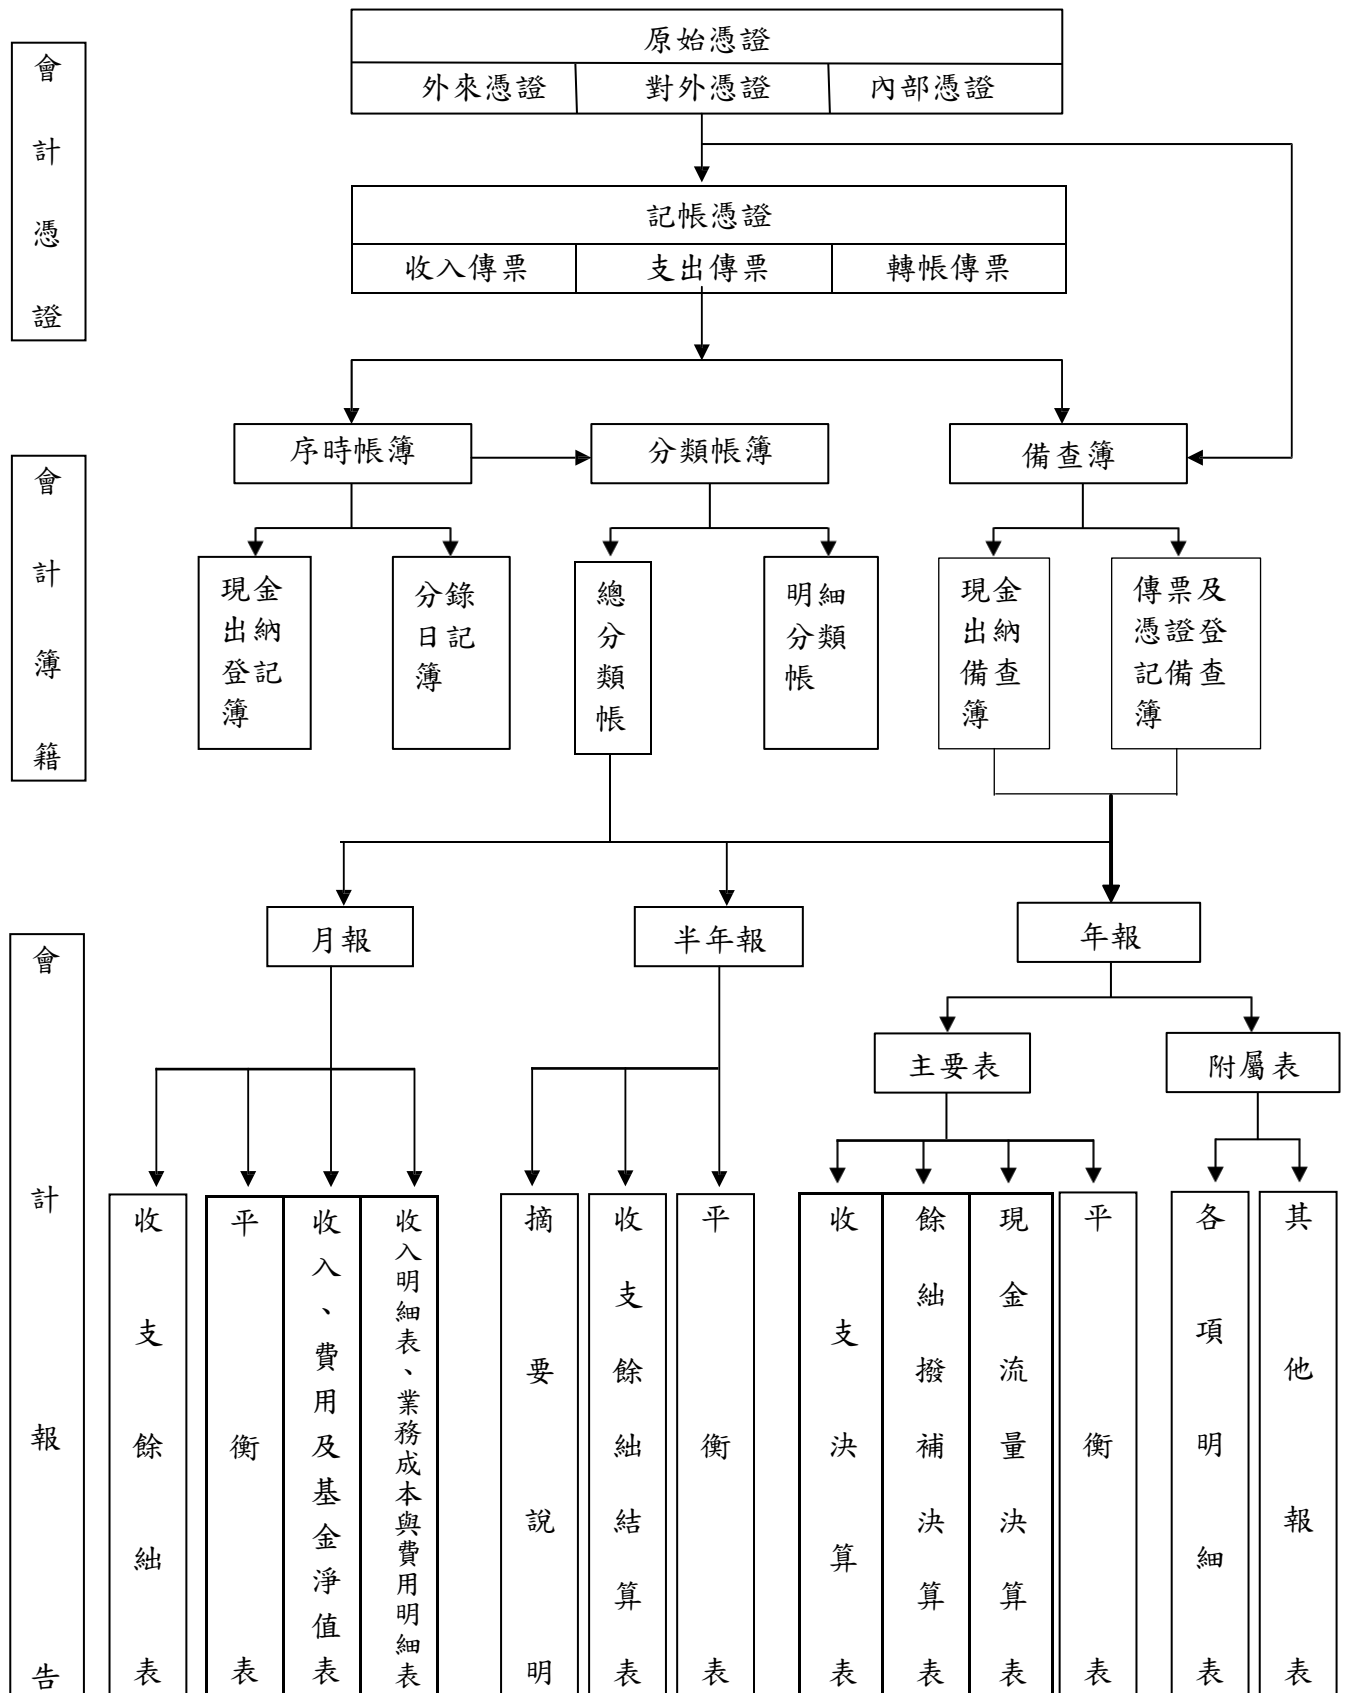 原始憑證
外來憑證
對外憑證
內部憑證
會計憑證
記帳憑證
收入傳票
支出傳票
轉帳傳票
序時帳簿
分類帳簿
備查簿
會計簿籍
現金
出納
登記
簿
分錄
日記
簿
總
分
類
帳
明細
分類
帳
現金
出納
備查
簿
傳票及
憑證登
記備查
簿
月報
半年報
年報
會計報告
主要表
附屬表
收支餘絀表
平衡表
收入、費用及基金淨值表
收入明細表、業務成本與費用明細表
摘要說明
收支餘絀結算表
平衡表
收支決算表
餘絀撥補決算表
現金流量決算表
平衡表
各項明細表
其他報表